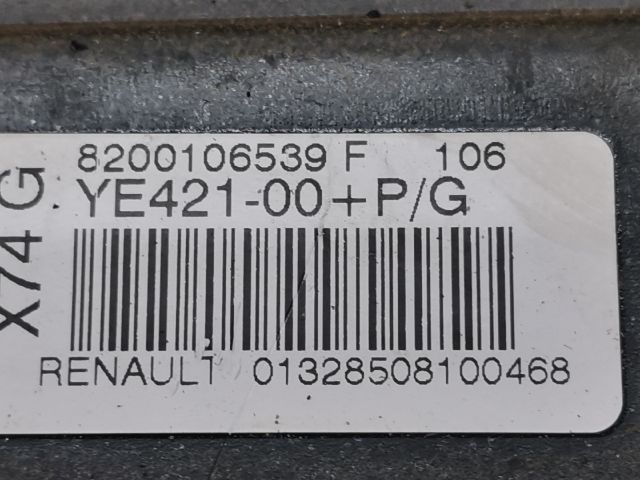 8200106539 F 106
YE421-00+P/G
RENAULT 01328508100468
X74 G